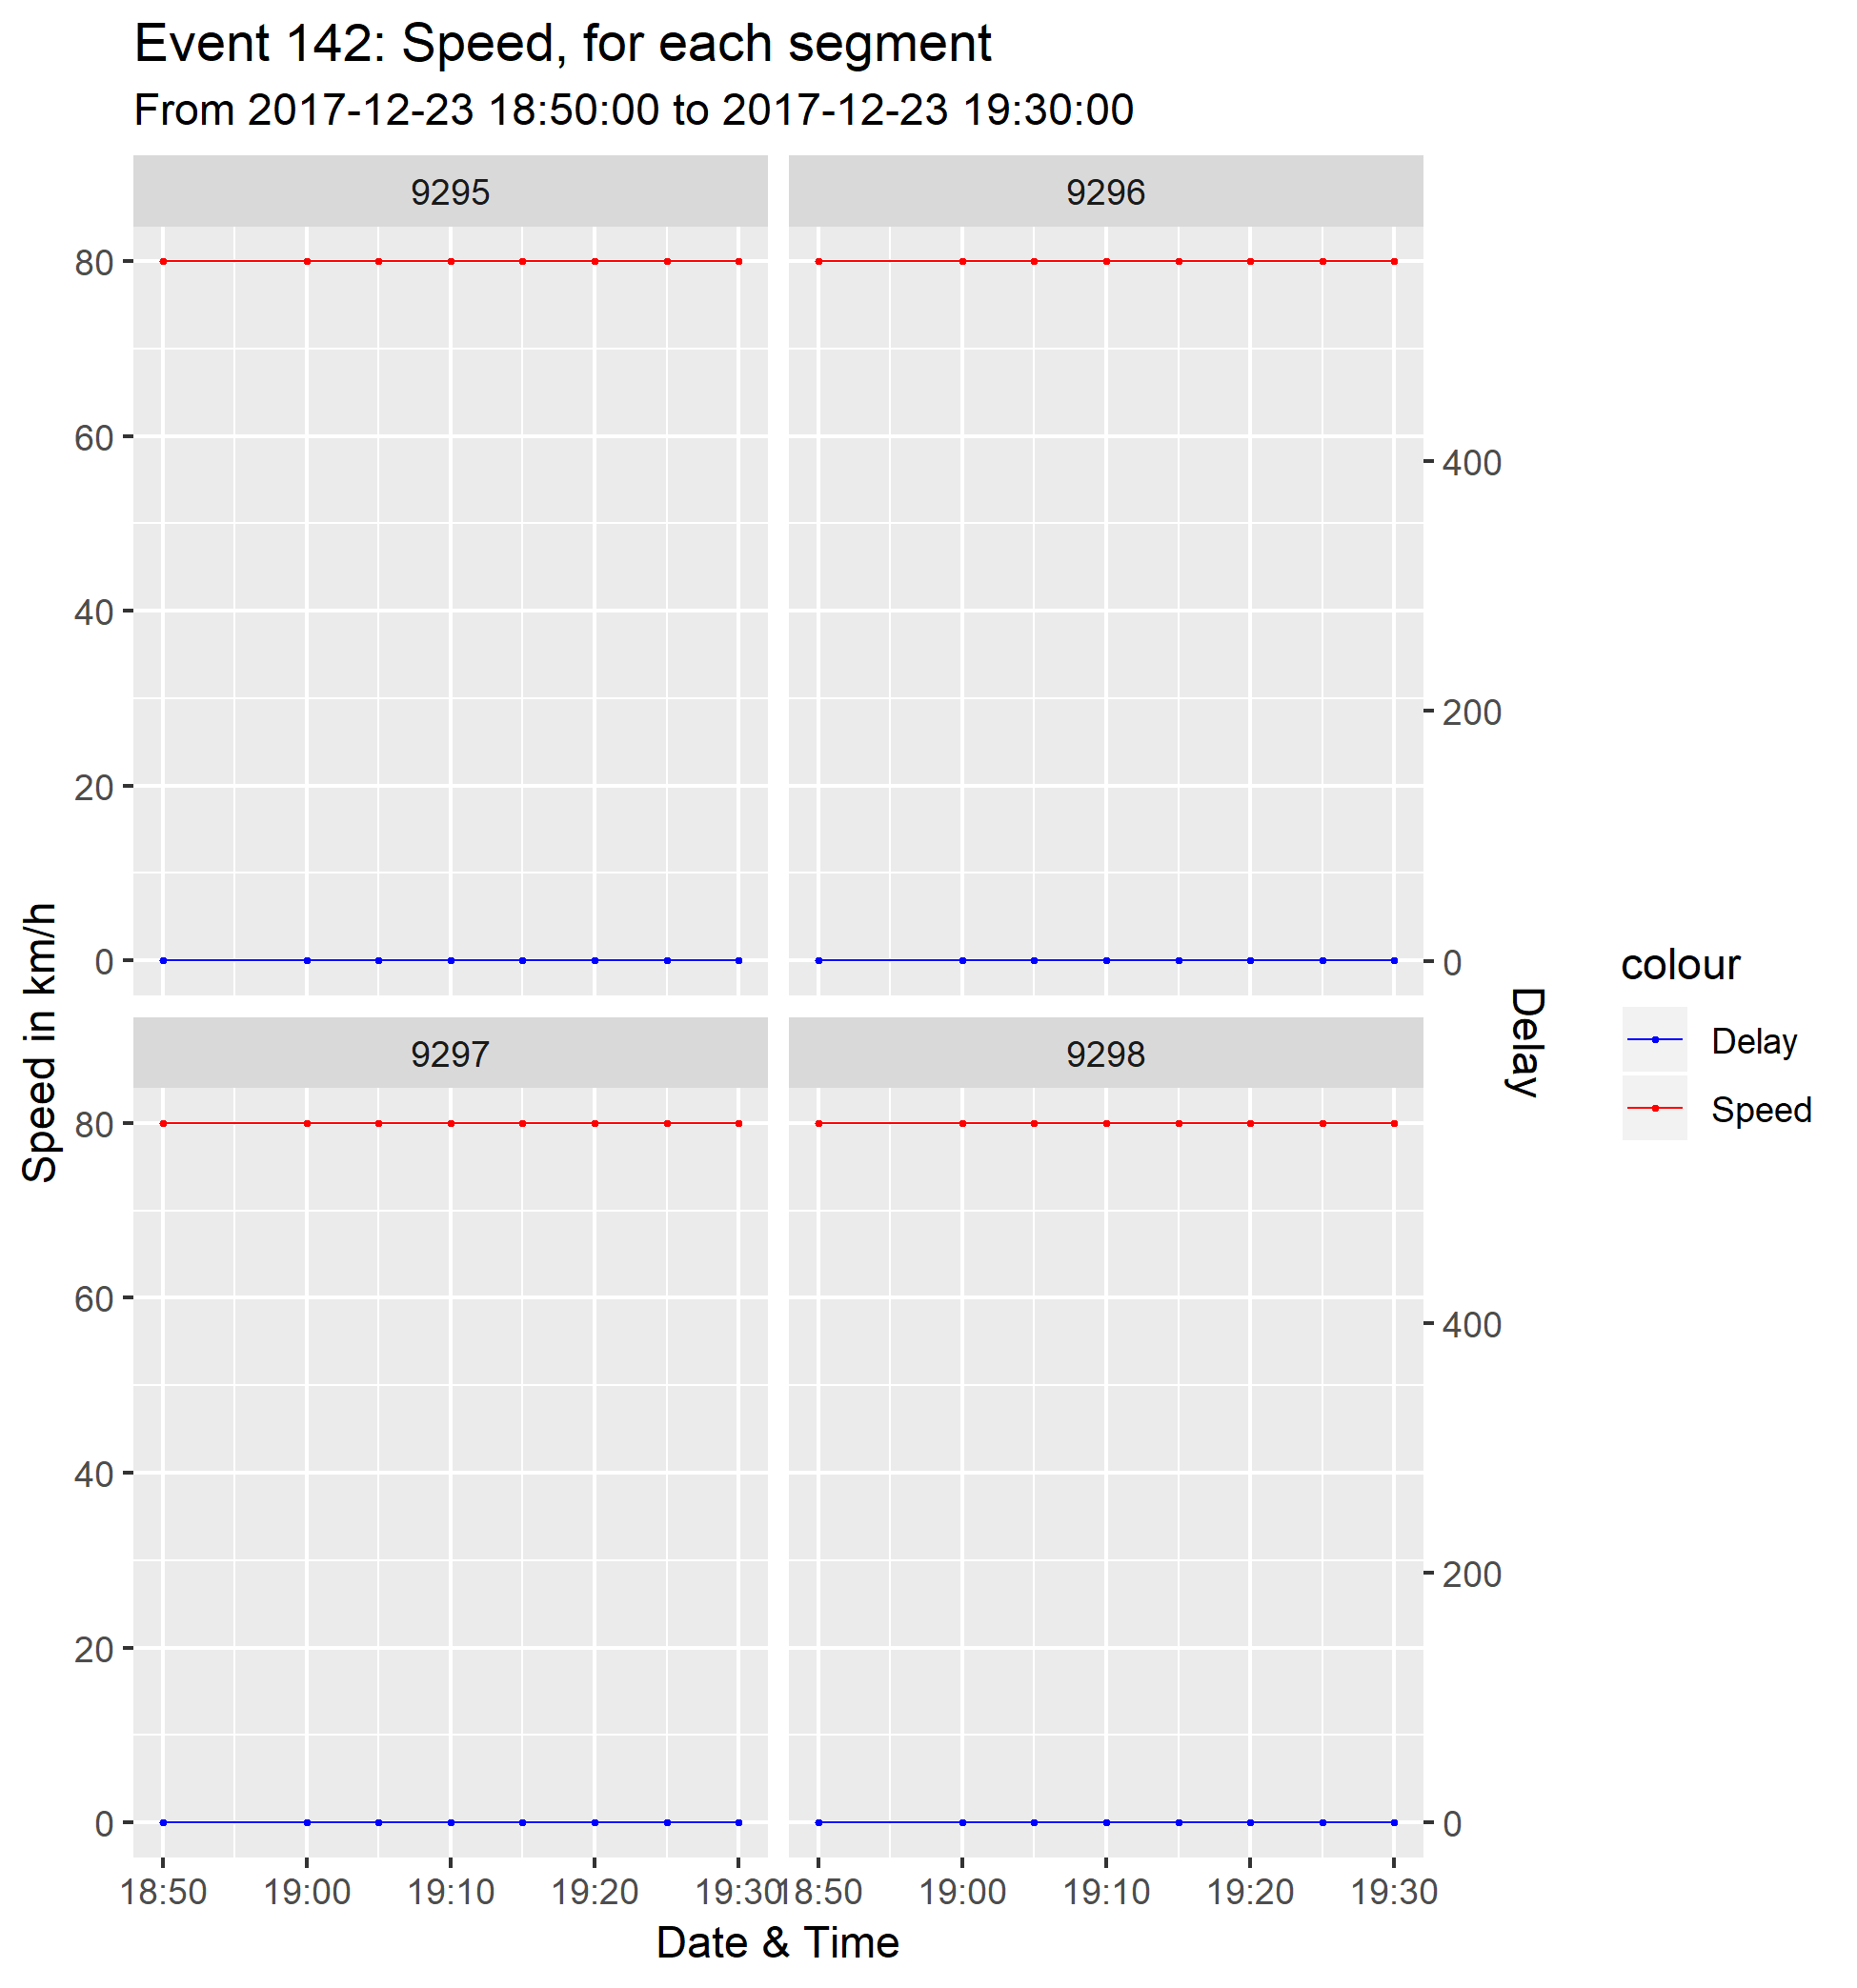 Event 142: Speed, for each segment
From 2017-12-23 18:50:00 to 2017-12-23 19:30:00
9295 9296
80
60
40
20
0
400
200
0
9297 9298
80
60
40
20
0
400
200
0
18:50 19:00 19:10 19:20 19:30 18:50 19:00 19:10 19:20 19:30
Date & Time
Speed in km/h
Delay
colour
Delay
Speed